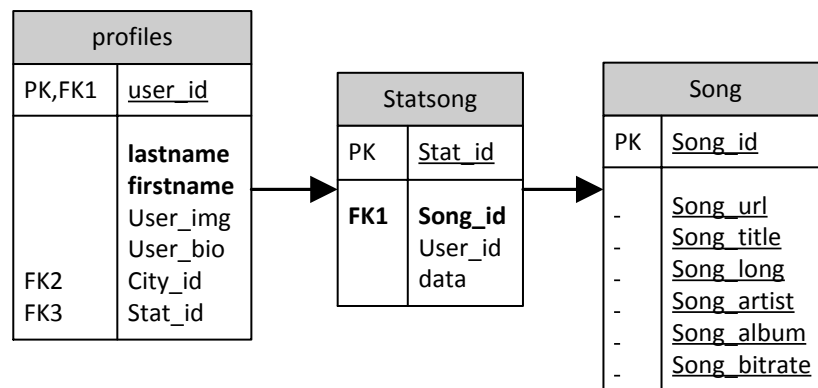 profiles
PK,FK1 user_id
lastname
firstname
User_img
User_bio
FK2 City_id
FK3 Stat_id
Statsong
PK Stat_id
FK1 Song_id
User_id
data
Song
PK Song_id
- Song_url
- Song_title
- Song_long
- Song_artist
- Song_album
- Song_bitrate